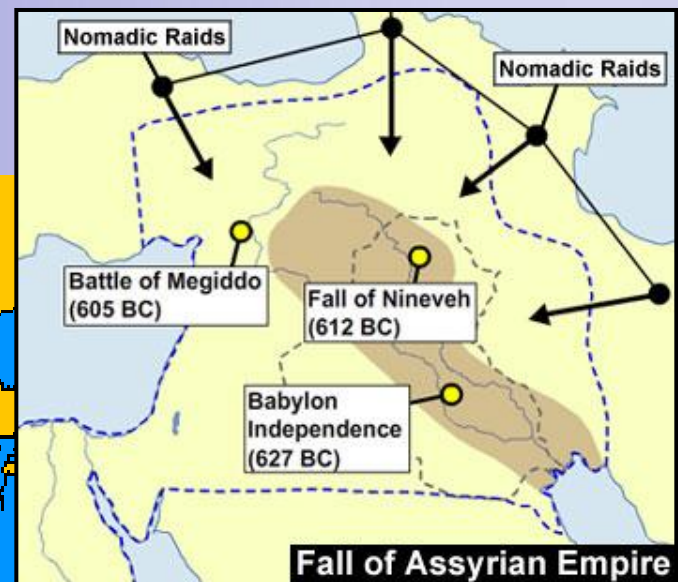 Nomadic Raids
Nomadic Raids
Battle of Megiddo
(605 BC)
Fall of Nineveh
(612 BC)
Babylon
Independence
(627 BC)
Fall of Assyrian Empire